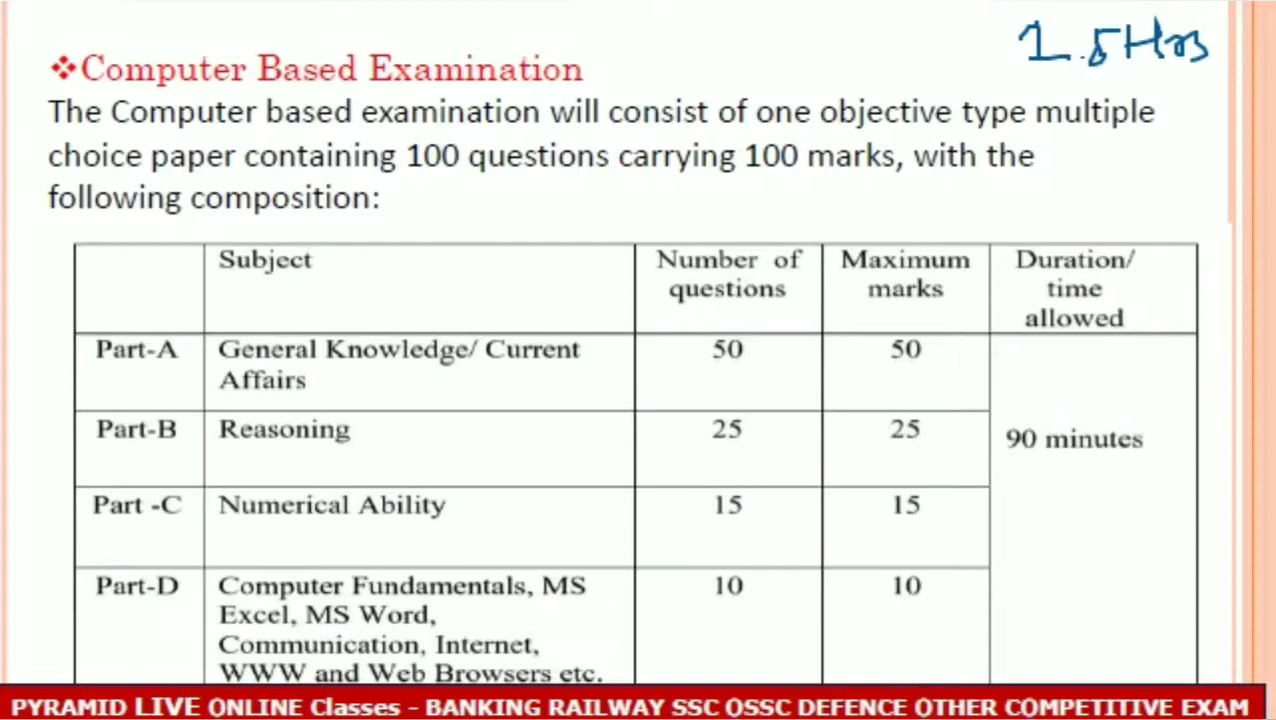 1.5 Hrs
❖Computer Based Examination
The Computer based examination will consist of one objective type multiple
choice paper containing 100 questions carrying 100 marks, with the
following composition:
Subject Number of questions Maximum marks Duration/ time allowed
Part-A General Knowledge/ Current Affairs 50 50 90 minutes
Part-B Reasoning 25 25
Part -C Numerical Ability 15 15
Part-D Computer Fundamentals, MS Excel, MS Word, Communication, Internet, WWW and Web Browsers etc. 10 10
PYRAMID LIVE ONLINE Classes - BANKING RAILWAY SSC OSSC DEFENCE OTHER COMPETITIVE EXAM